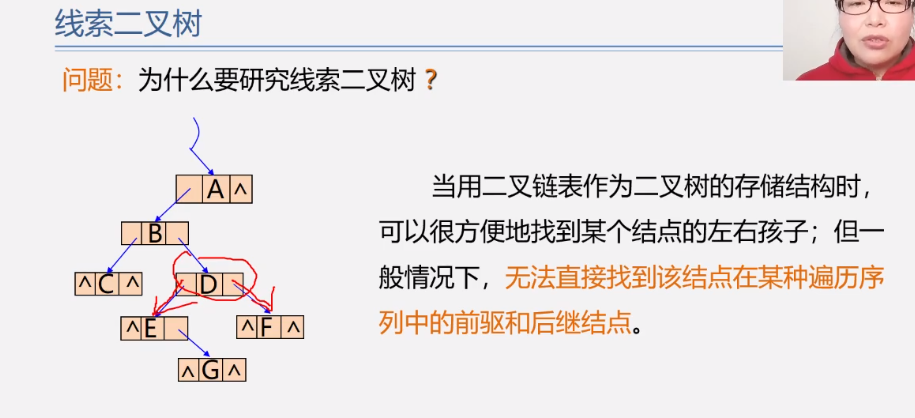 线索二叉树
问题：为什么要研究线索二叉树？
A ^
B
^ C ^
D
^ E
^ F ^
^ G ^
当用二叉链表作为二叉树的存储结构时，
可以很方便地找到某个结点的左右孩子；但一
般情况下，无法直接找到该结点在某种遍历序
列中的前驱和后继结点。